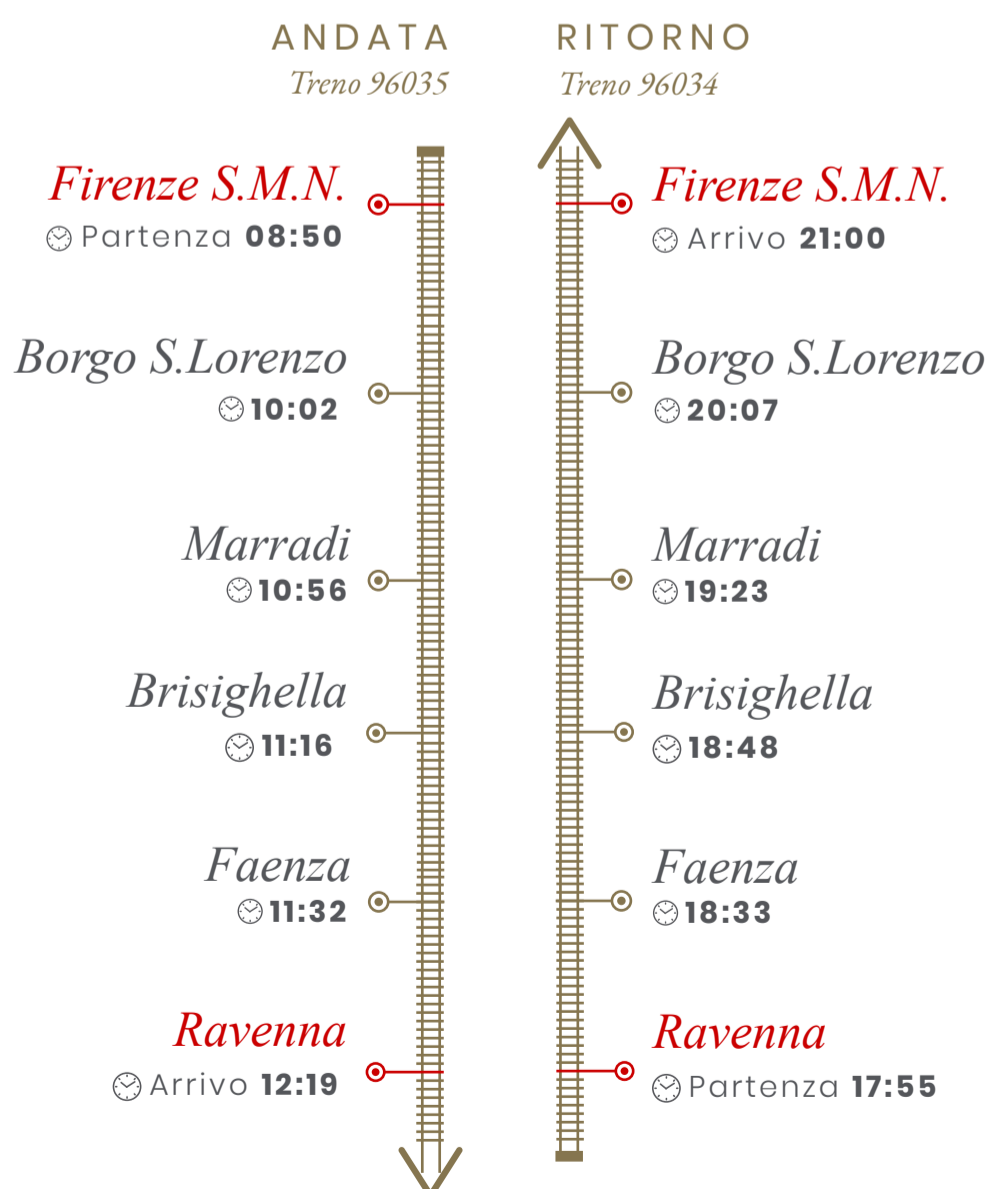 ANDATA
Treno 96035
Firenze S.M.N.
Partenza 08:50
Borgo S.Lorenzo
10:02
Marradi
10:56
Brisighella
11:16
Faenza
11:32
Ravenna
Arrivo 12:19
RITORNO
Treno 96034
Firenze S.M.N.
Arrivo 21:00
Borgo S.Lorenzo
20:07
Marradi
19:23
Brisighella
18:48
Faenza
18:33
Ravenna
Partenza 17:55